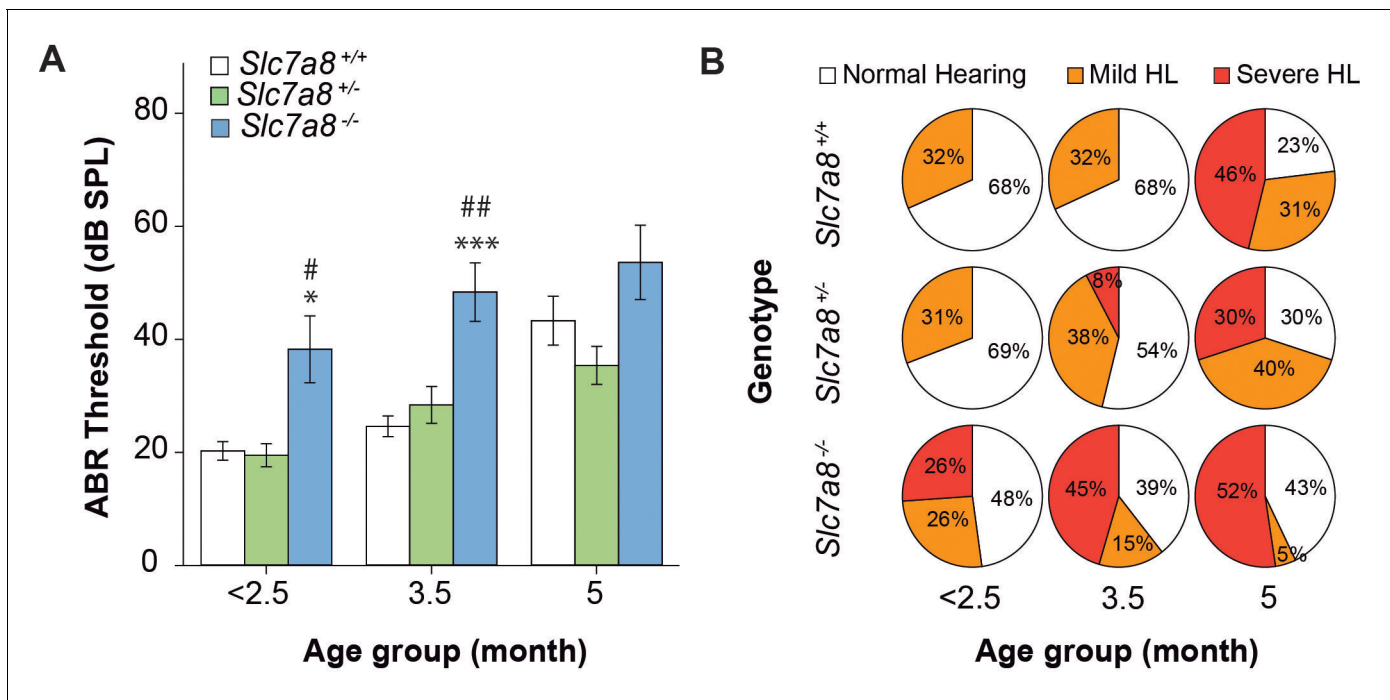 A
Slc7a8+/+
Slc7a8+/-
Slc7a8-/-
ABR Threshold (dB SPL)
80
60
40
20
0
#
*
##
***
<2.5 3.5 5
Age group (month)
B
Normal Hearing Mild HL Severe HL
Genotype
Slc7a8+/+
32% 68% 32% 68% 46% 23% 31%
Slc7a8+/-
31% 69% 8% 38% 54% 30% 30% 40%
Slc7a8-/-
26% 48% 26% 45% 39% 15% 52% 43% 5%
<2.5 3.5 5
Age group (month)